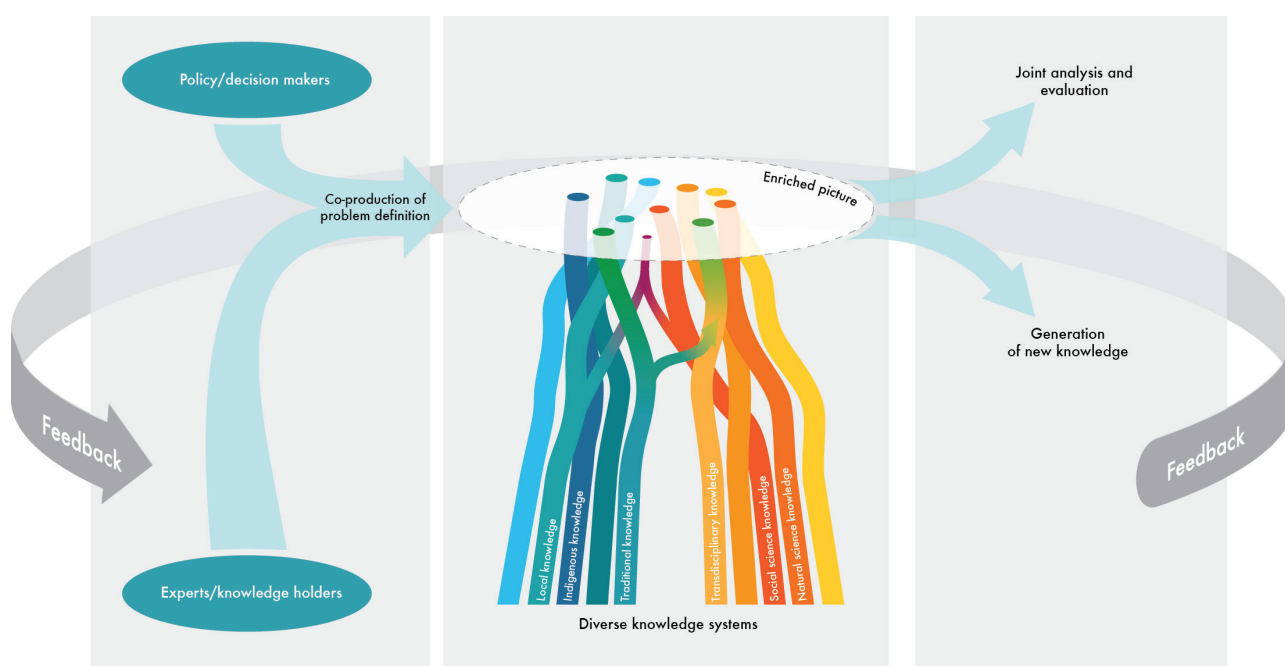 Policy/decision makers
Co-production of
problem definition
Experts/knowledge holders
Feedback
Enriched picture
Local knowledge
Indigenous knowledge
Traditional knowledge
Transdisciplinary knowledge
Social science knowledge
Natural science knowledge
Diverse knowledge systems
Joint analysis and
evaluation
Generation
of new knowledge
Feedback